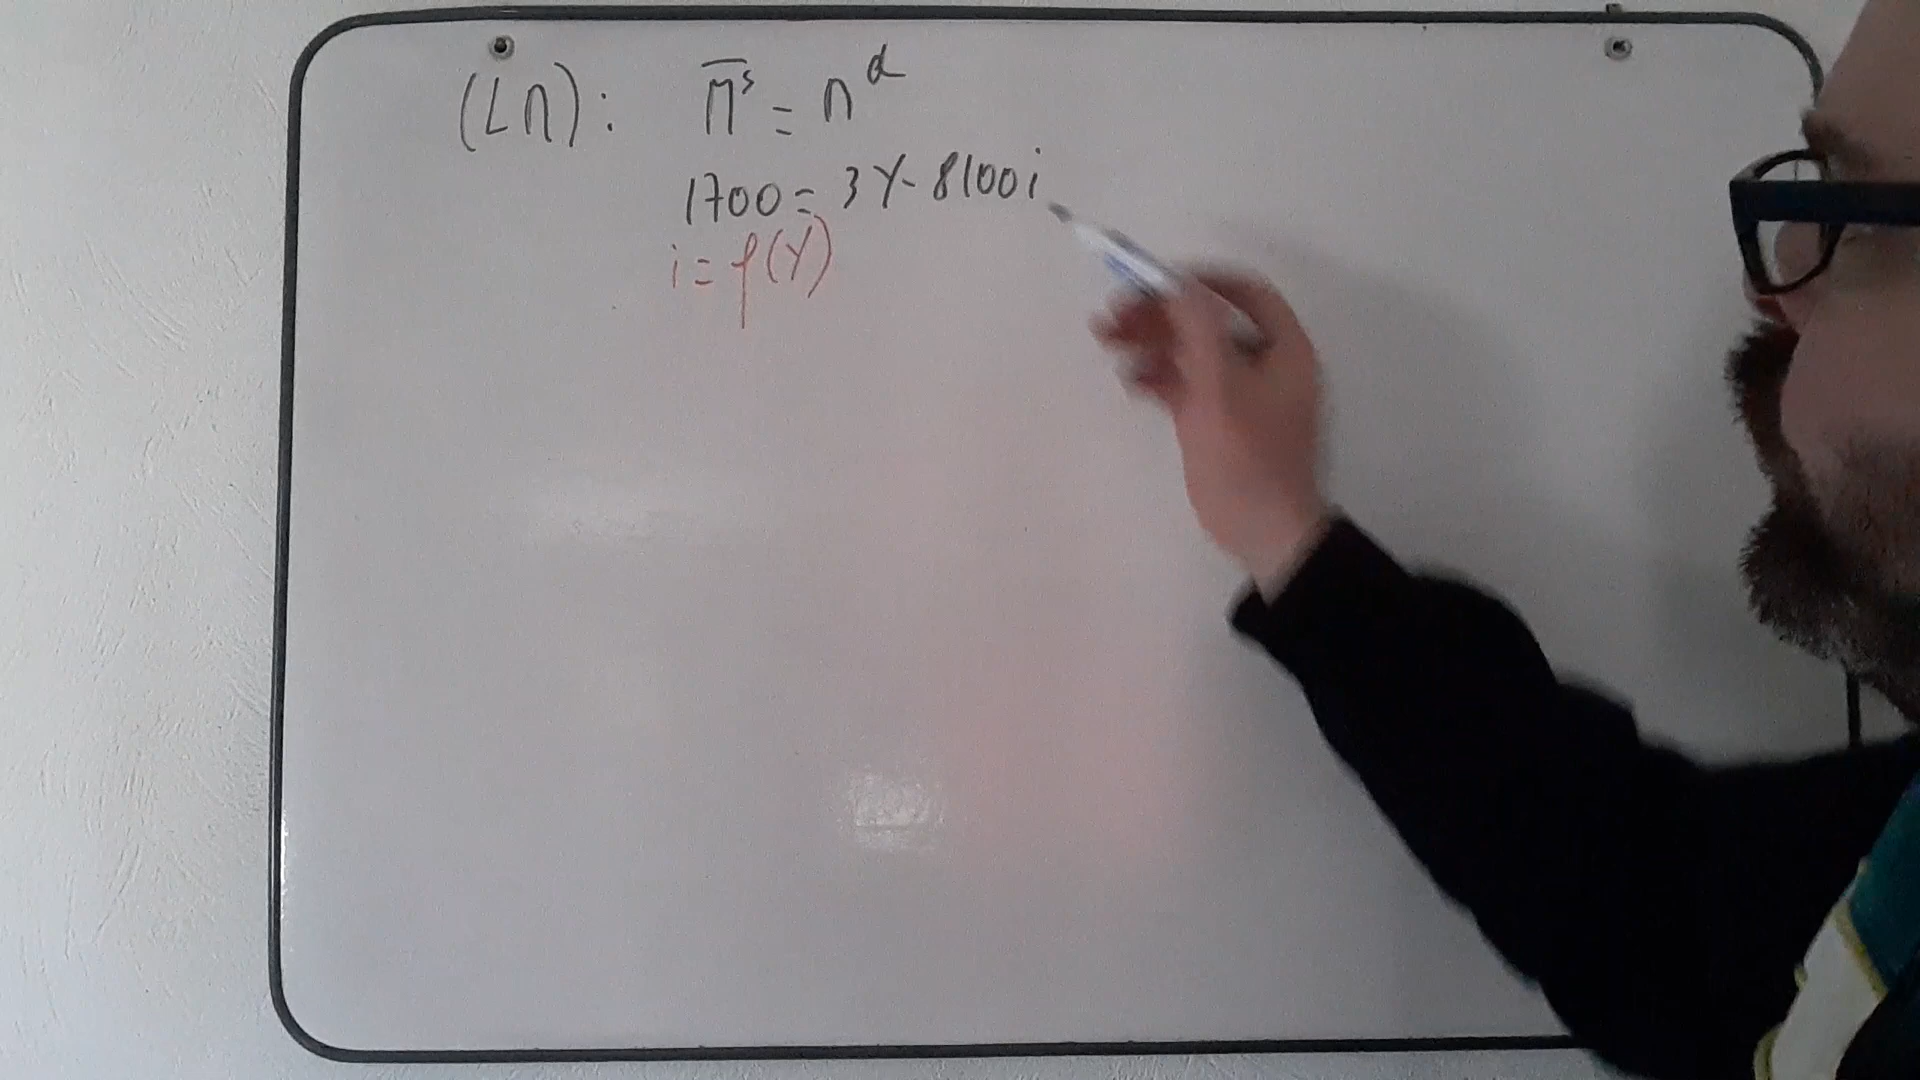 (LM): M̄ˢ = Mᵈ
1700 = 3Y - 8100i
i = f(Y)